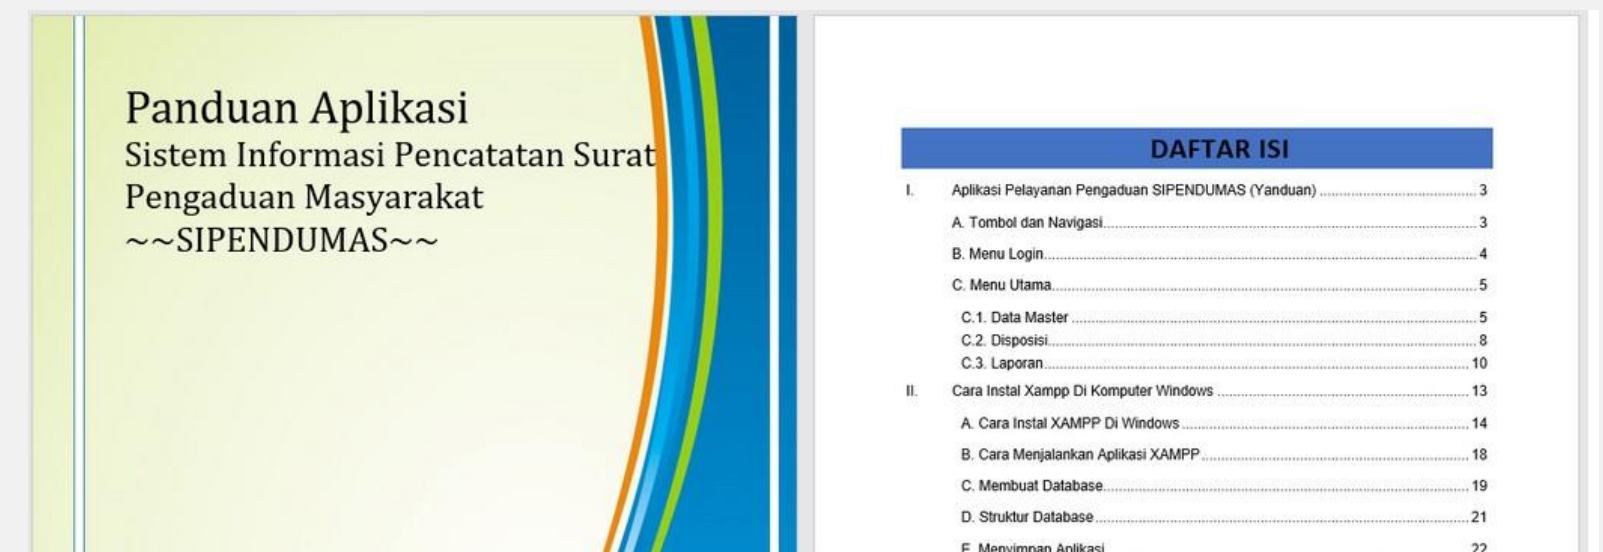 Panduan Aplikasi
Sistem Informasi Pencatatan Surat
Pengaduan Masyarakat
~~SIPENDUMAS~~
DAFTAR ISI
I. Aplikasi Pelayanan Pengaduan SIPENDUMAS (Yanduan) 3
A. Tombol dan Navigasi 3
B. Menu Login 4
C. Menu Utama 5
C.1. Data Master 5
C.2. Disposisi 8
C.3. Laporan 10
II. Cara Instal Xampp Di Komputer Windows 13
A. Cara Instal XAMPP Di Windows 14
B. Cara Menjalankan Aplikasi XAMPP 18
C. Membuat Database 19
D. Struktur Database 21
E. Menyimpan Aplikasi 22